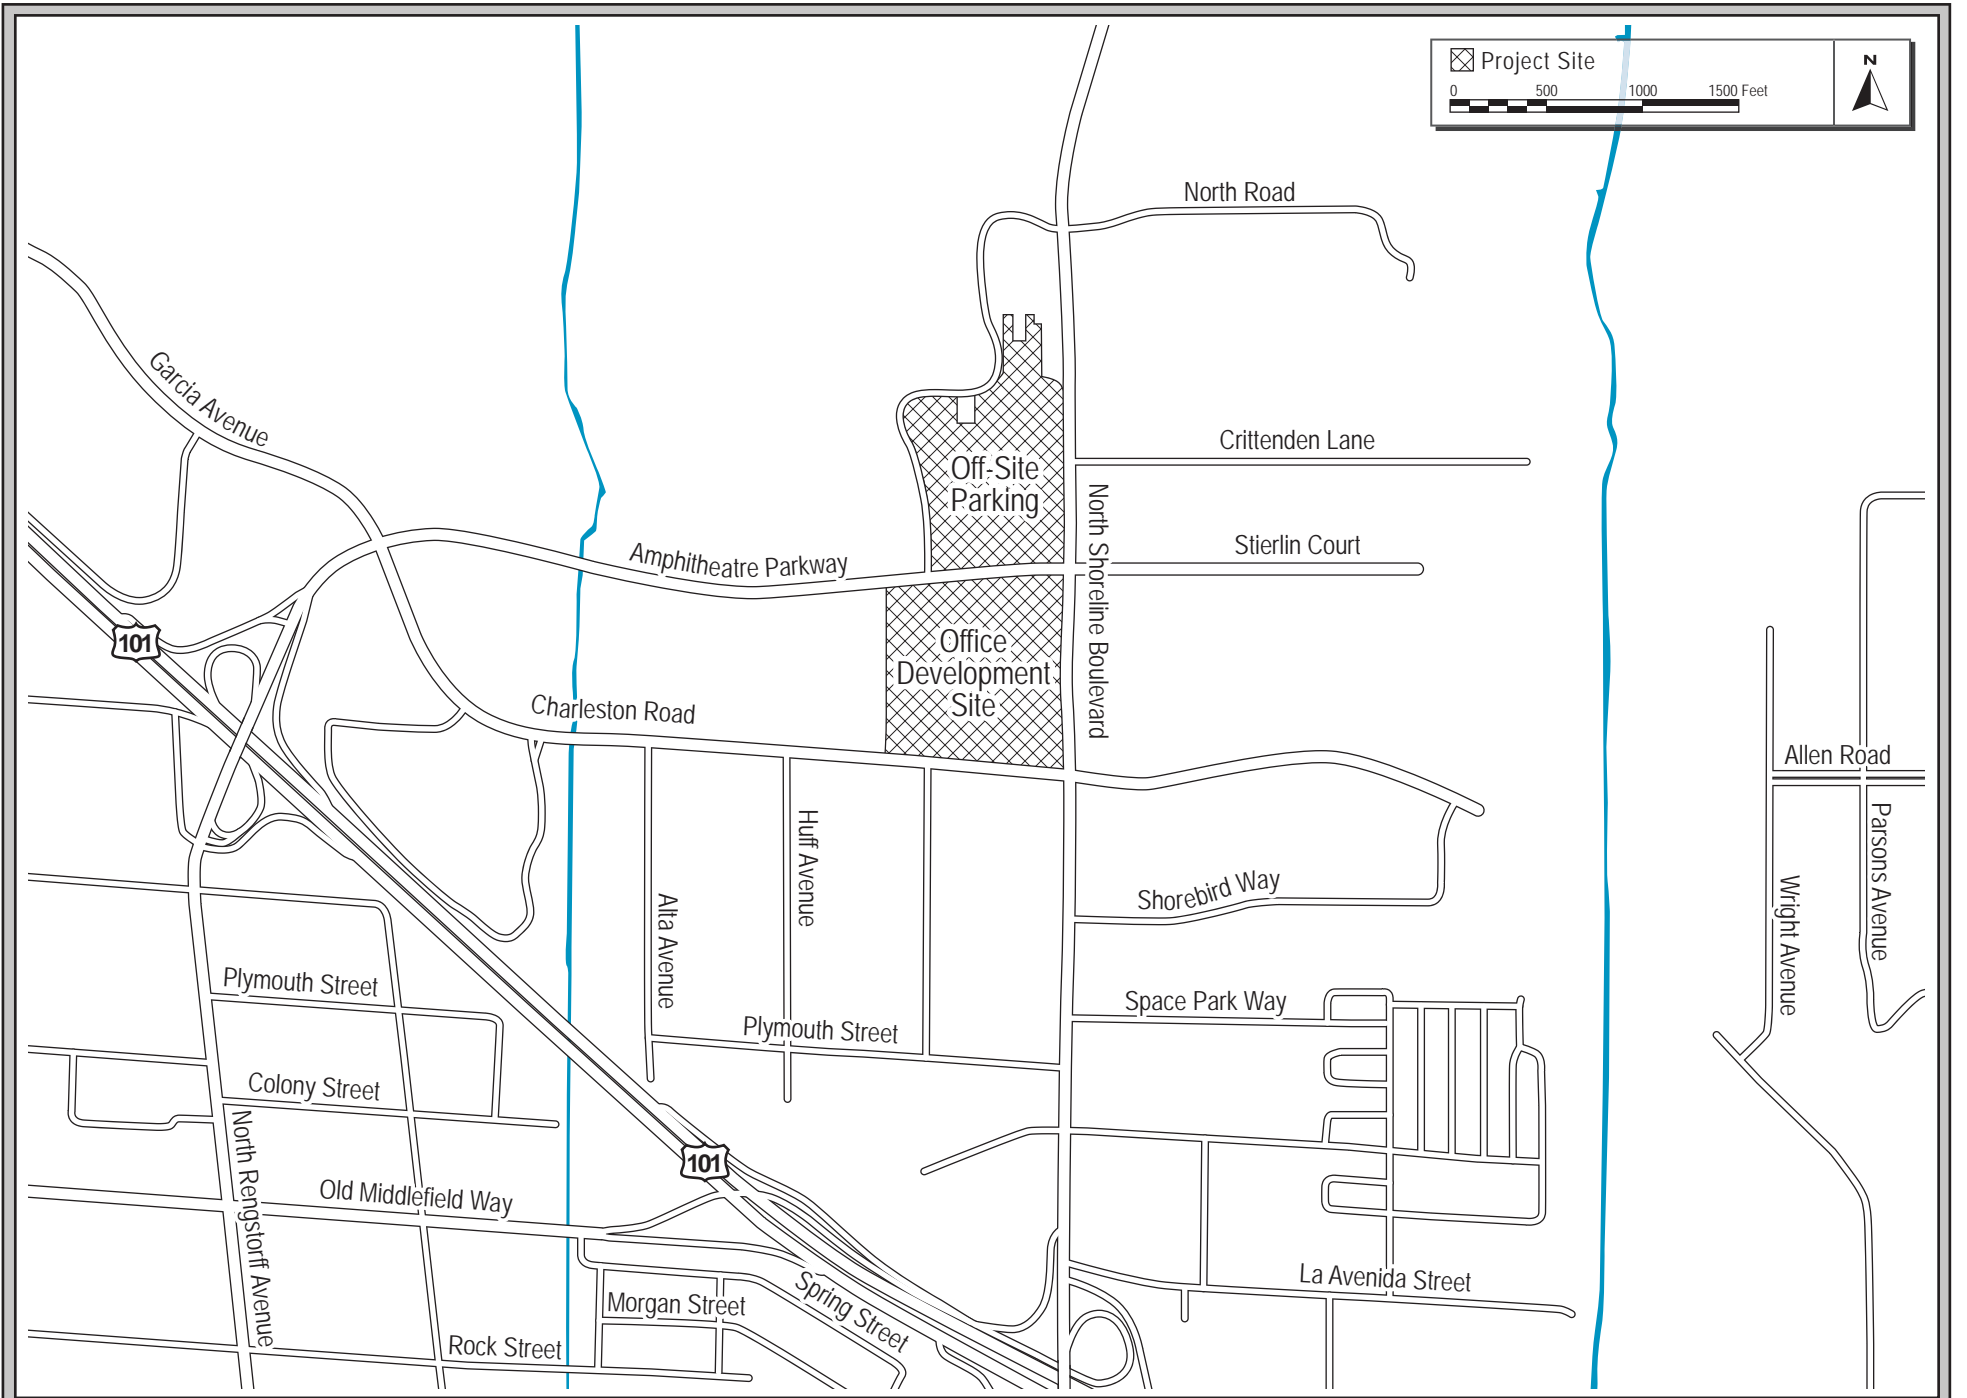 Project Site
N
0 500 1000 1500 Feet
North Road
Garcia Avenue
Crittenden Lane
Off-Site
Parking
North Shoreline Boulevard
Stierlin Court
Amphitheatre Parkway
101
Office
Development
Site
Charleston Road
Allen Road
Huff Avenue
Parsons Avenue
Alta Avenue
Shorebird Way
Wright Avenue
Plymouth Street
Space Park Way
Plymouth Street
Colony Street
North Rengstorff Avenue
101
Old Middlefield Way
La Avenida Street
Spring Street
Morgan Street
Rock Street